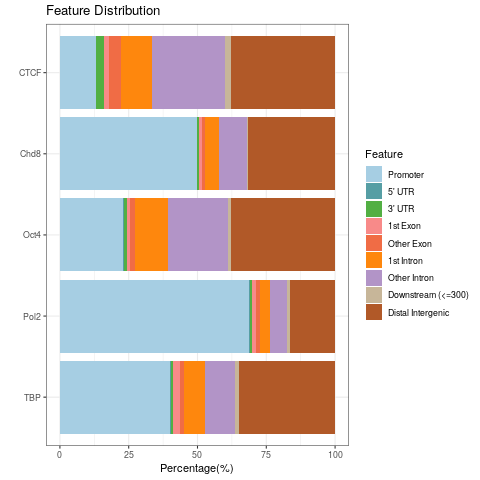 Feature Distribution
CTCF
Chd8
Oct4
Pol2
TBP
0
25
50
75
100
Percentage(%)
Feature
Promoter
5' UTR
3' UTR
1st Exon
Other Exon
1st Intron
Other Intron
Downstream (<=300)
Distal Intergenic